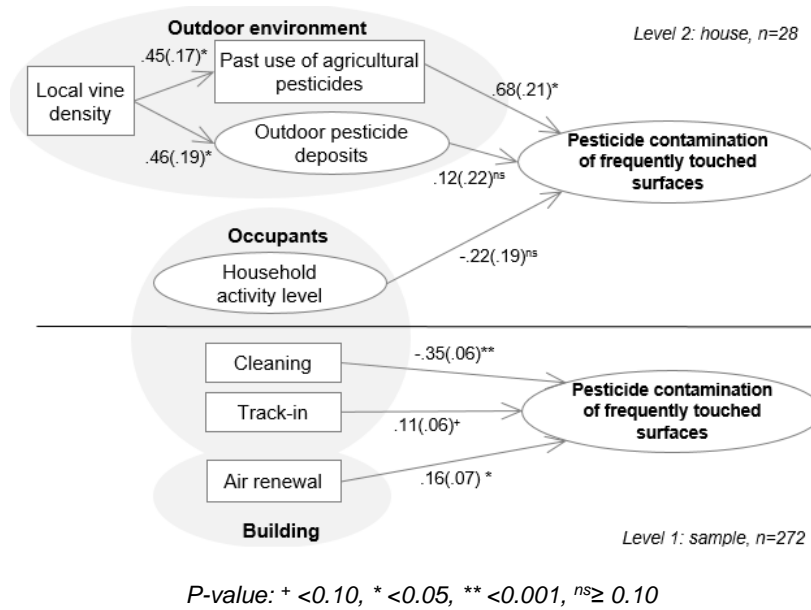 Outdoor environment
Level 2: house, n=28
.45(.17)*
Past use of agricultural
pesticides
.68(.21)*
Local vine
density
Outdoor pesticide
deposits
.46(.19)*
.12(.22)ⁿˢ
Pesticide contamination
of frequently touched
surfaces
Occupants
Household
activity level
-.22(.19)ⁿˢ
Cleaning
-.35(.06)**
Track-in
.11(.06)⁺
Pesticide contamination
of frequently touched
surfaces
Air renewal
.16(.07) *
Building
Level 1: sample, n=272
P-value: ⁺ <0.10, * <0.05, ** <0.001, ⁿˢ≥ 0.10